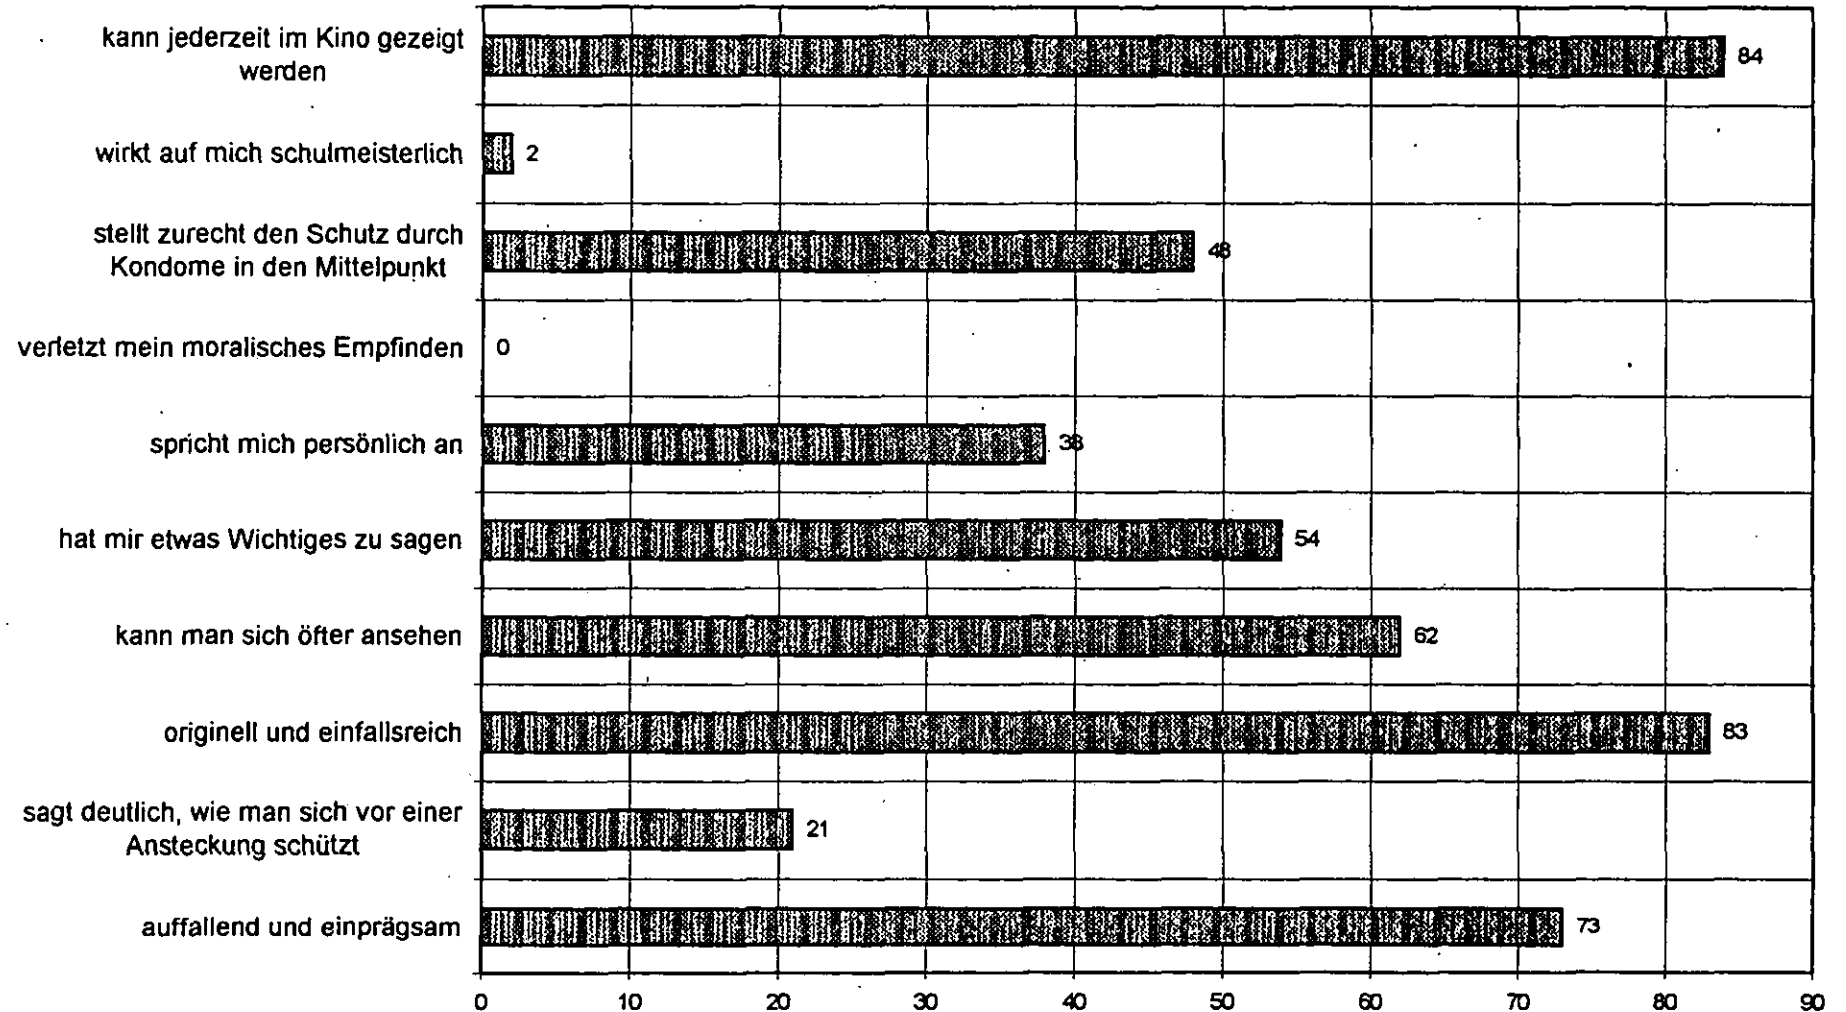 kann jederzeit im Kino gezeigt
werden
84
wirkt auf mich schulmeisterlich
2
stellt zurecht den Schutz durch
Kondome in den Mittelpunkt
48
verletzt mein moralisches Empfinden
0
spricht mich persönlich an
38
hat mir etwas Wichtiges zu sagen
54
kann man sich öfter ansehen
62
originell und einfallsreich
83
sagt deutlich, wie man sich vor einer
Ansteckung schützt
21
auffallend und einprägsam
73
0 10 20 30 40 50 60 70 80 90